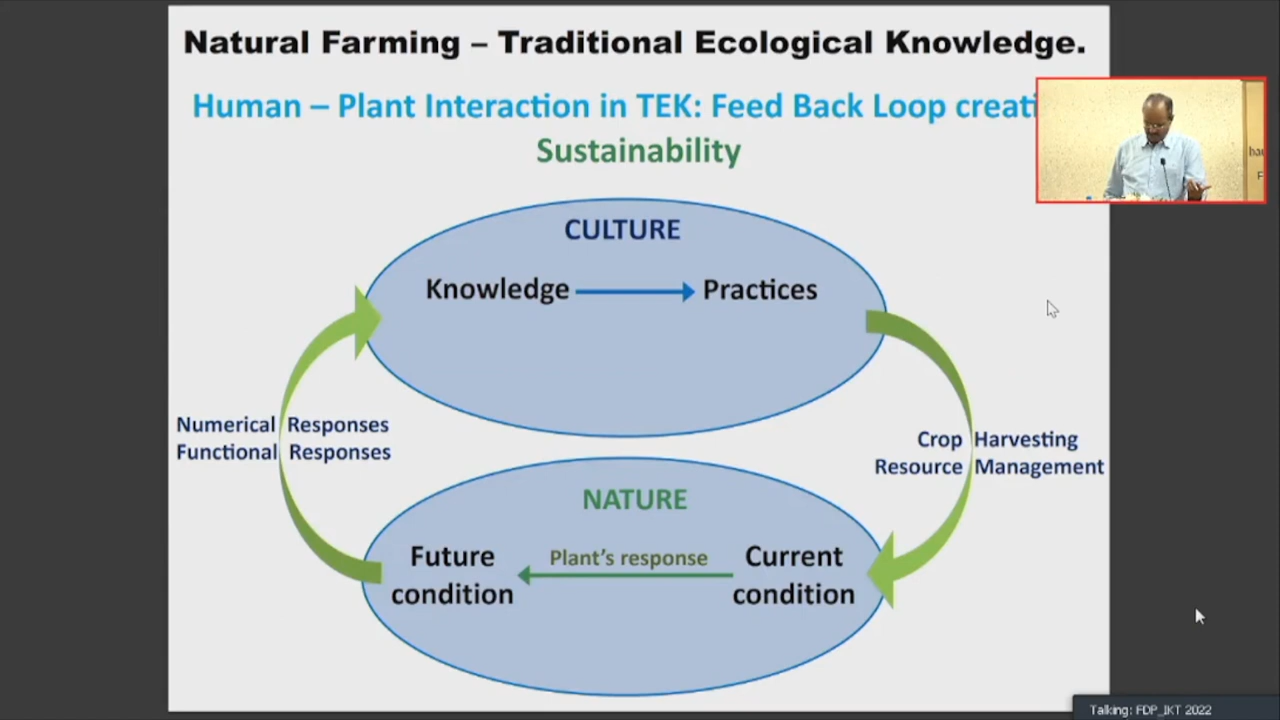 Natural Farming – Traditional Ecological Knowledge.
Human – Plant Interaction in TEK: Feed Back Loop creati
Sustainability
CULTURE
Knowledge Practices
Numerical Responses
Functional Responses
Crop Harvesting
Resource Management
NATURE
Future condition
Plant's response
Current condition
Talking: FDP_IKT 2022